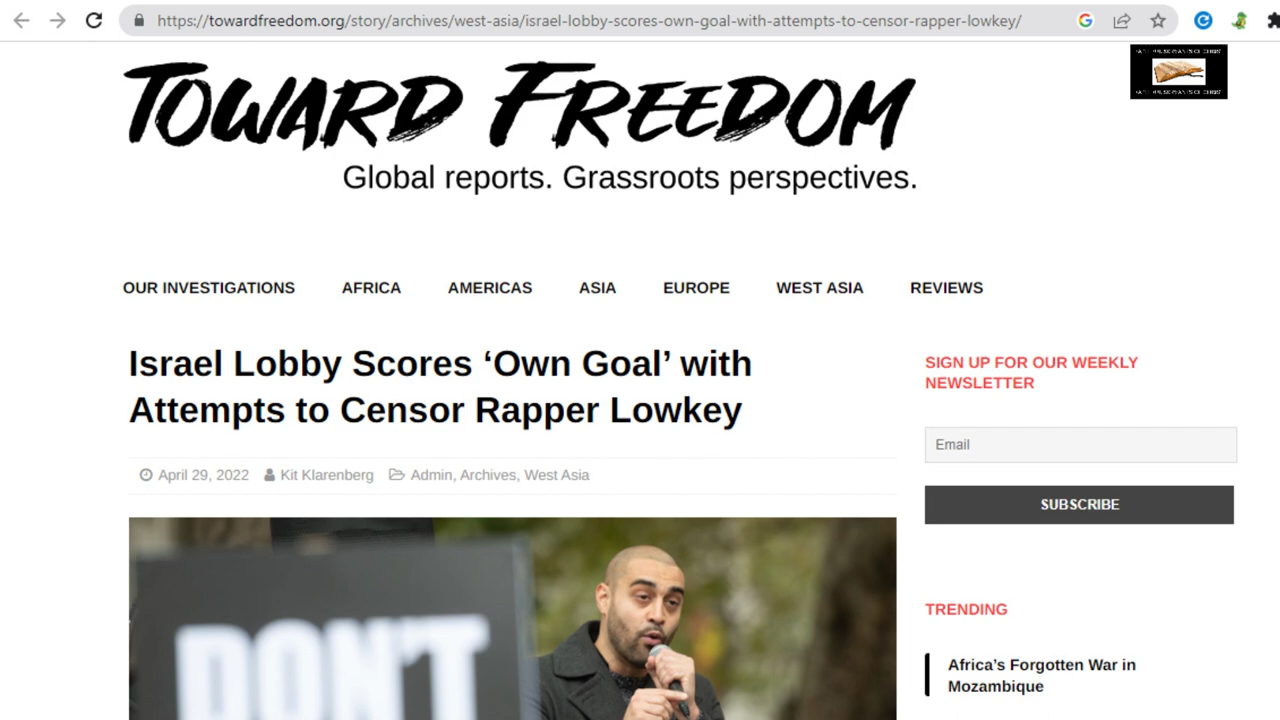 https://towardfreedom.org/story/archives/west-asia/israel-lobby-scores-own-goal-with-attempts-to-censor-rapper-lowkey/
TOWARD FREEDOM
Global reports. Grassroots perspectives.
OUR INVESTIGATIONS AFRICA AMERICAS ASIA EUROPE WEST ASIA REVIEWS
Israel Lobby Scores ‘Own Goal’ with
Attempts to Censor Rapper Lowkey
April 29, 2022 Kit Klarenberg Admin, Archives, West Asia
DON'T
SIGN UP FOR OUR WEEKLY
NEWSLETTER
Email
SUBSCRIBE
TRENDING
Africa’s Forgotten War in
Mozambique